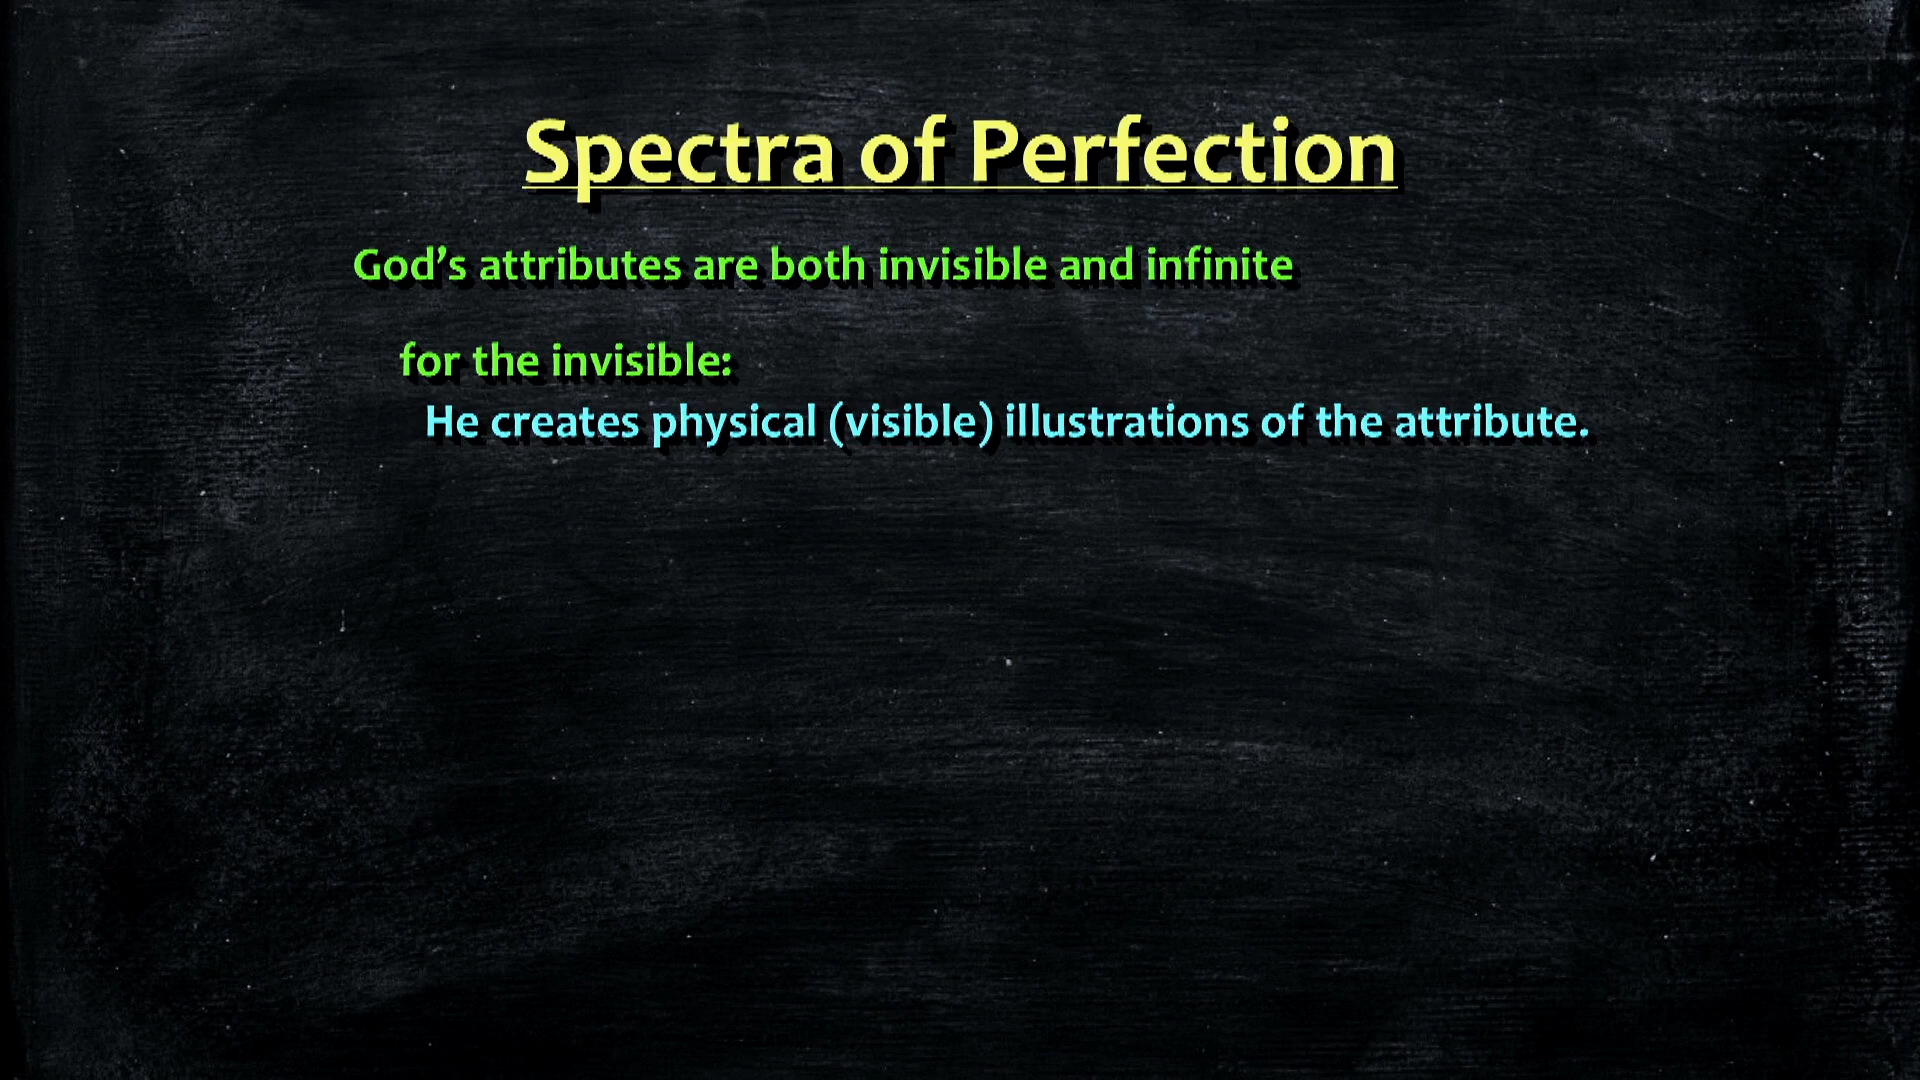 Spectra of Perfection
God’s attributes are both invisible and infinite
for the invisible:
He creates physical (visible) illustrations of the attribute.